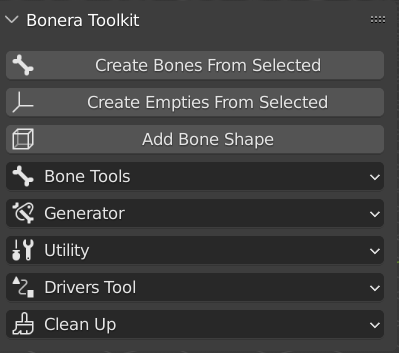 Bonera Toolkit
Create Bones From Selected
Create Empties From Selected
Add Bone Shape
Bone Tools
Generator
Utility
Drivers Tool
Clean Up